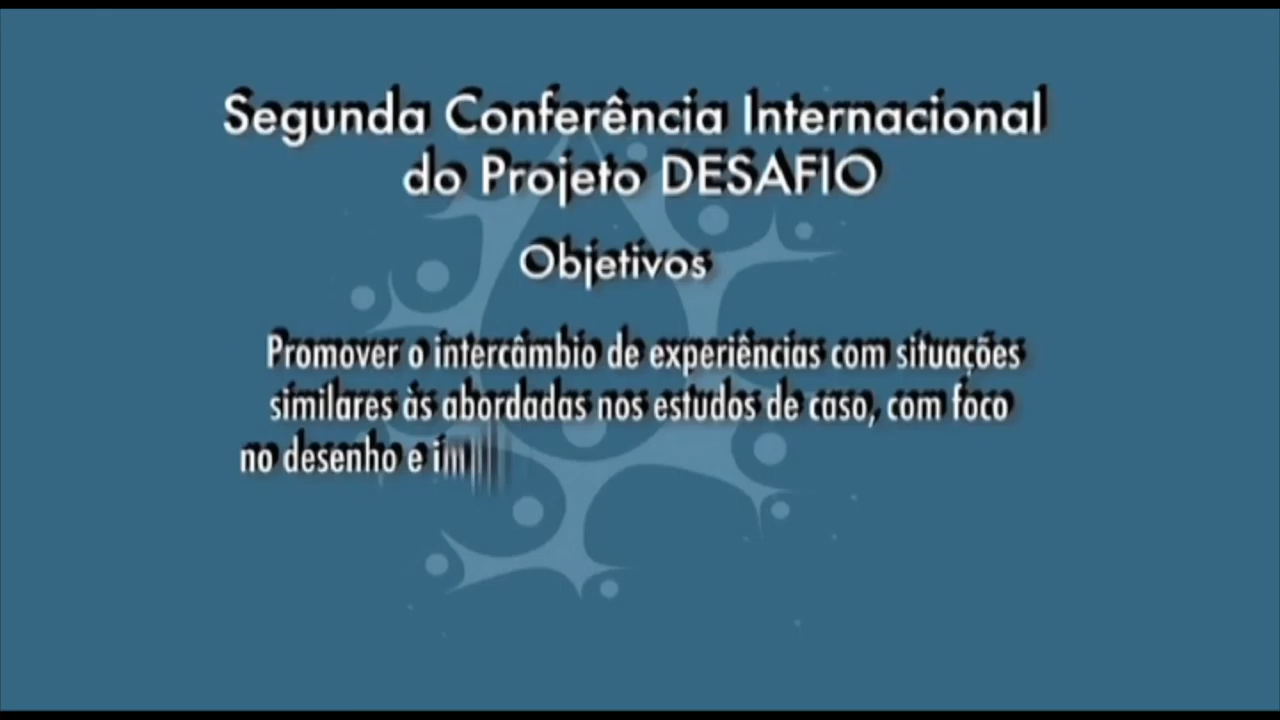 Segunda Conferência Internacional
do Projeto DESAFIO
Objetivos
Promover o intercâmbio de experiências com situações
similares às abordadas nos estudos de caso, com foco
no desenho e